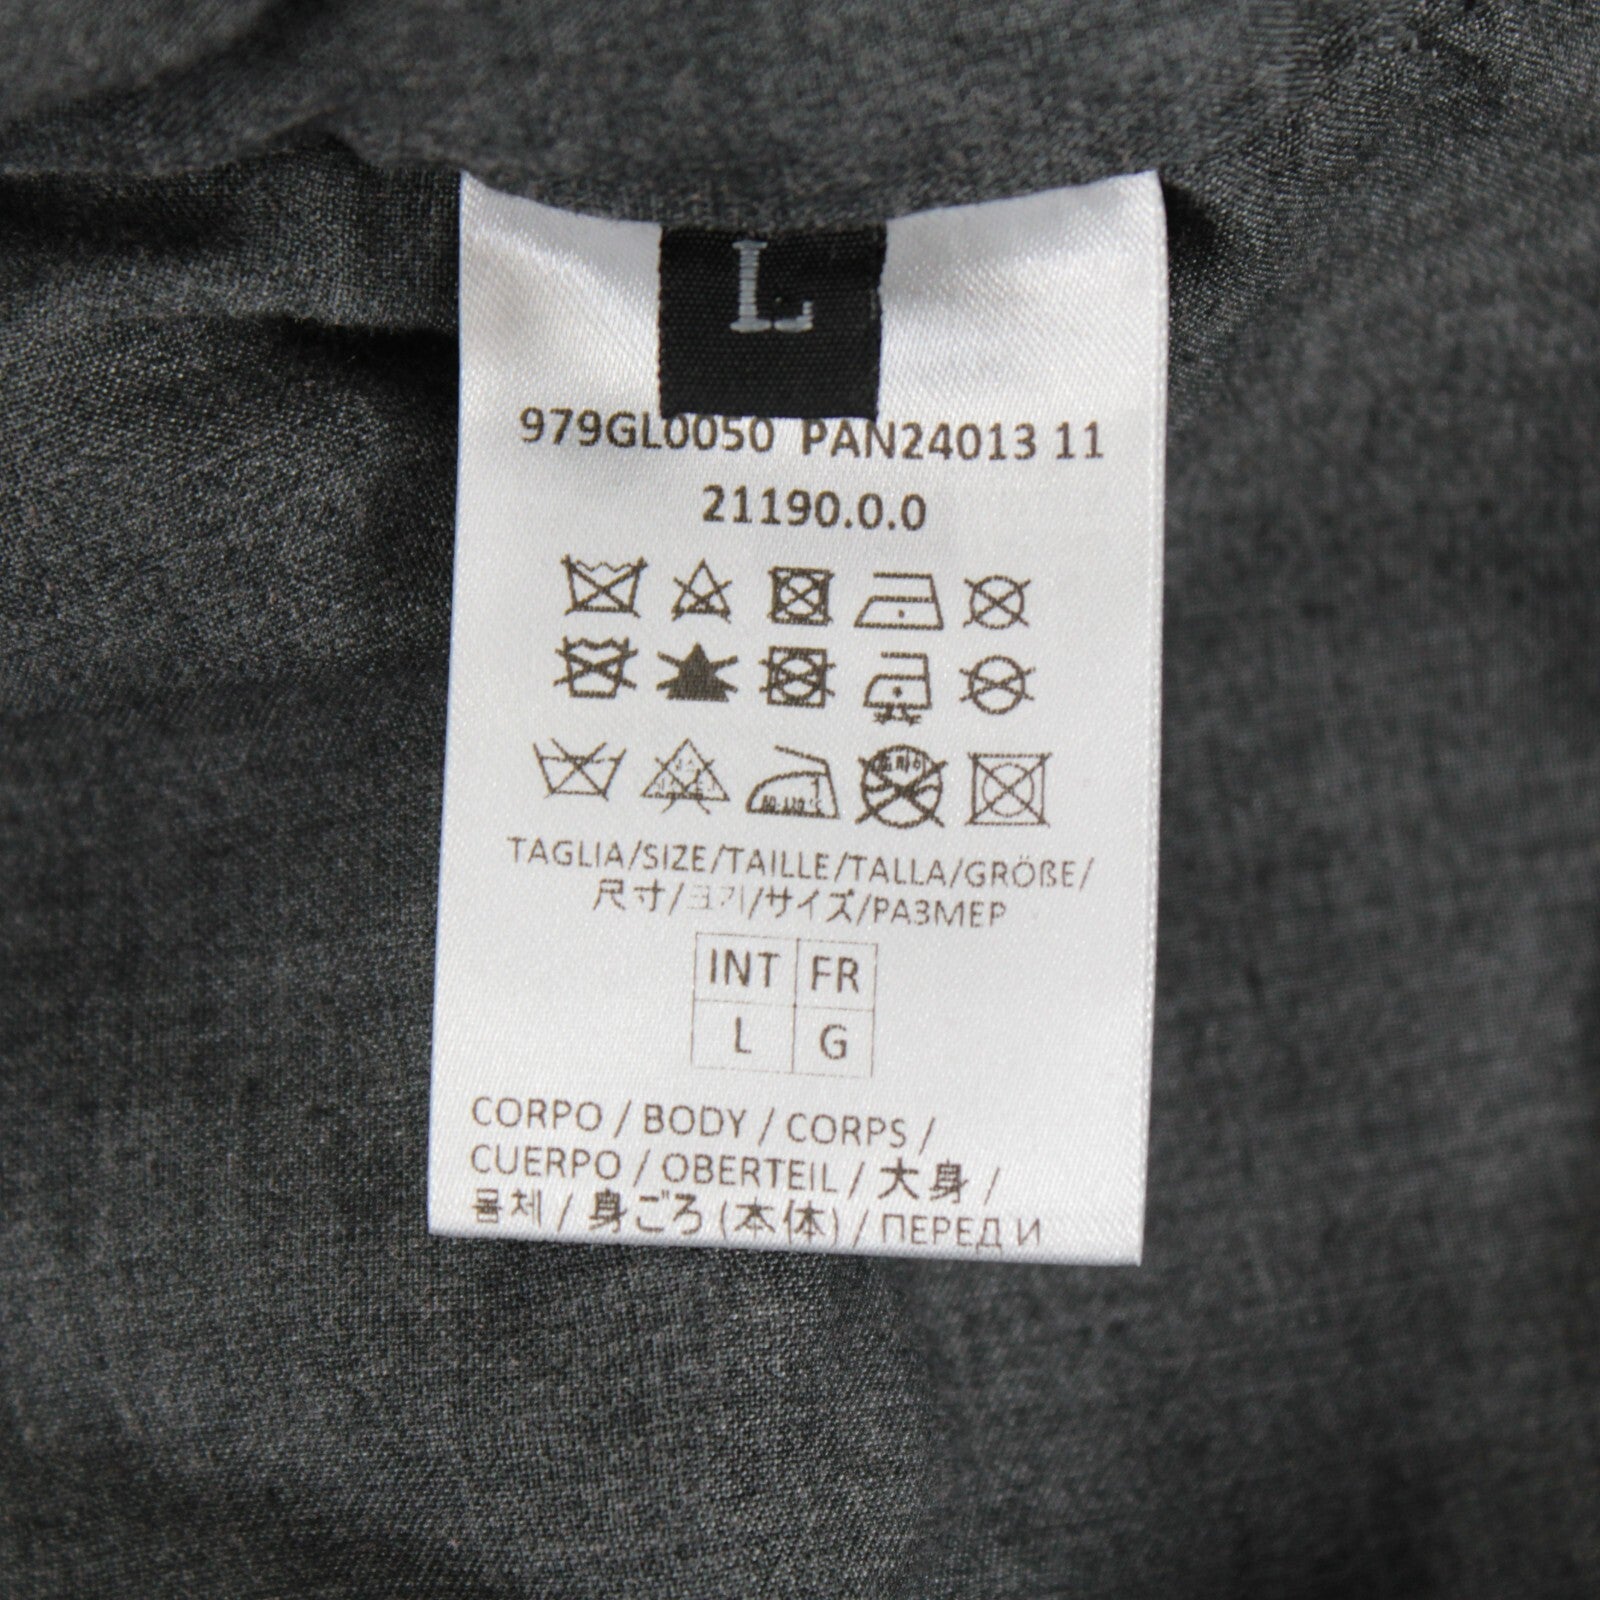 L
979GL0050 PAN24013 11
21190.0.0
TAGLIA/SIZE/TAILLE/TALLA/GRÖßE/
尺寸/크기/サイズ/РАЗМЕР
INT FR
L G
CORPO / BODY / CORPS /
CUERPO / OBERTEIL / 大身 /
몸체 / 身ごろ (本体) / ПЕРЕД И